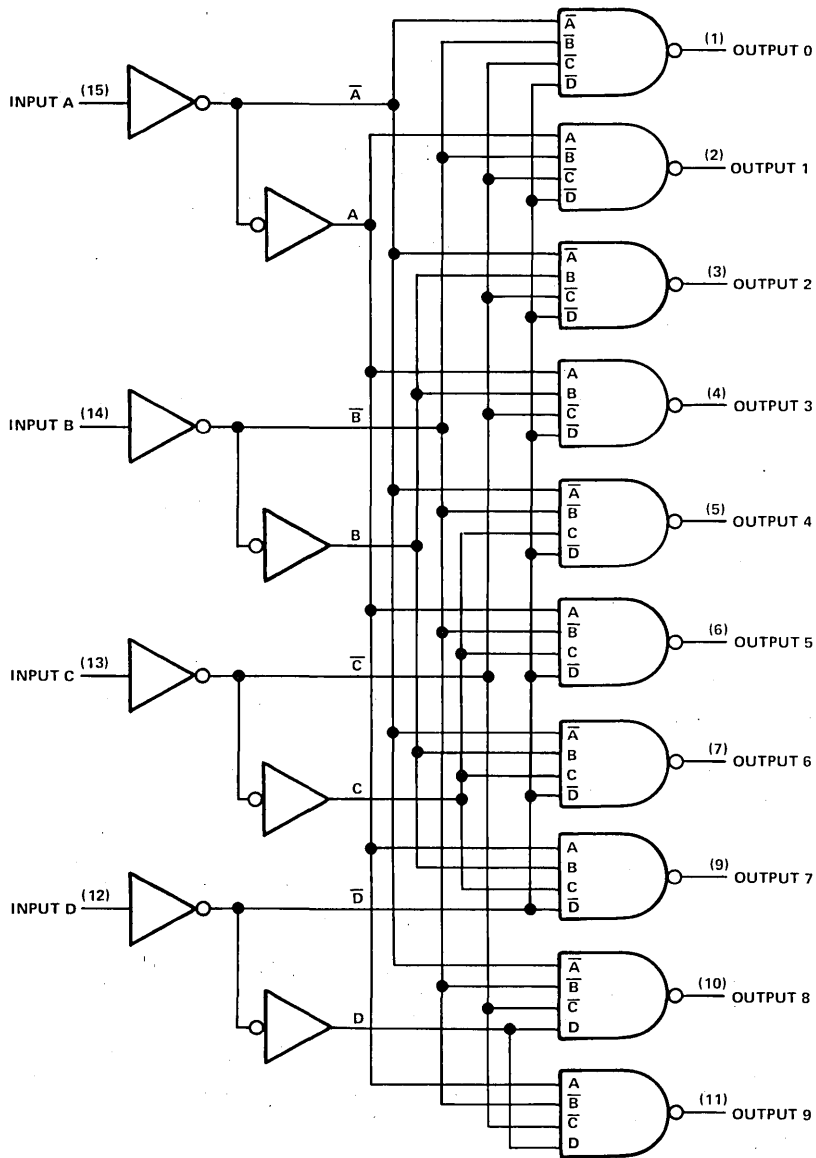 A̅
B̅
C̅
D̅
(1) OUTPUT 0
INPUT A (15)
A̅
A
B̅
C̅
D̅
(2) OUTPUT 1
A
A̅
B
C̅
D̅
(3) OUTPUT 2
A
B
C̅
D̅
(4) OUTPUT 3
INPUT B (14)
B̅
A̅
B̅
C
D̅
(5) OUTPUT 4
B
A
B̅
C
D̅
(6) OUTPUT 5
INPUT C (13)
C̅
A̅
B
C
D̅
(7) OUTPUT 6
C
A
B
C
D̅
(9) OUTPUT 7
INPUT D (12)
D̅
A̅
B̅
C̅
D
(10) OUTPUT 8
D
A
B̅
C̅
D
(11) OUTPUT 9